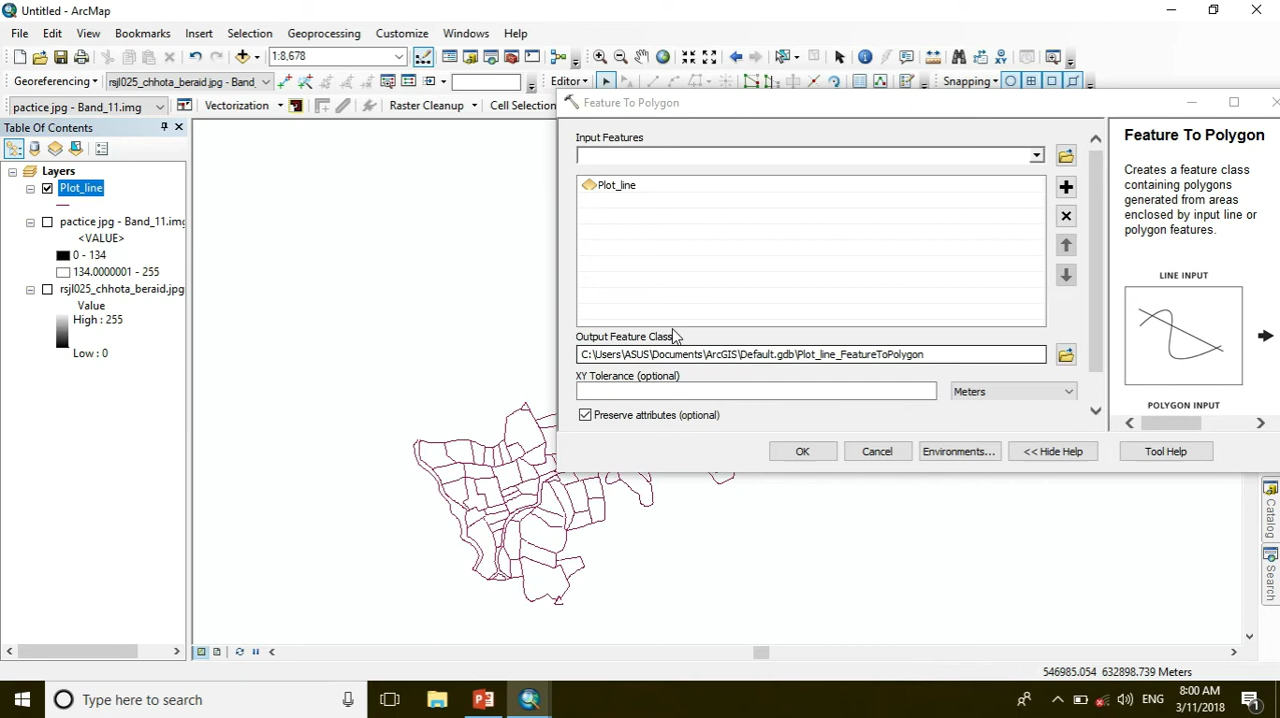 Untitled - ArcMap
File Edit View Bookmarks Insert Selection Geoprocessing Customize Windows Help
1:8,678
Georeferencing rsjl025_chhota_beraid.jpg - Band_ Editor Snapping
pactice jpg - Band_11.img Vectorization Raster Cleanup Cell Selection
Table Of Contents
Layers
Plot_line
pactice jpg - Band_11.img
<VALUE>
0 - 134
134.0000001 - 255
rsjl025_chhota_beraid.jpg
Value
High : 255
Low : 0
Feature To Polygon
Input Features
Plot_line
Output Feature Class
C:\Users\ASUS\Documents\ArcGIS\Default.gdb\Plot_line_FeatureToPolygon
XY Tolerance (optional)
Meters
Preserve attributes (optional)
OK Cancel Environments... << Hide Help Tool Help
Feature To Polygon
Creates a feature class
containing polygons
generated from areas
enclosed by input line or
polygon features.
LINE INPUT
POLYGON INPUT
Catalog
Search
546985.054 632898.739 Meters
Type here to search
ENG
8:00 AM
3/11/2018
1